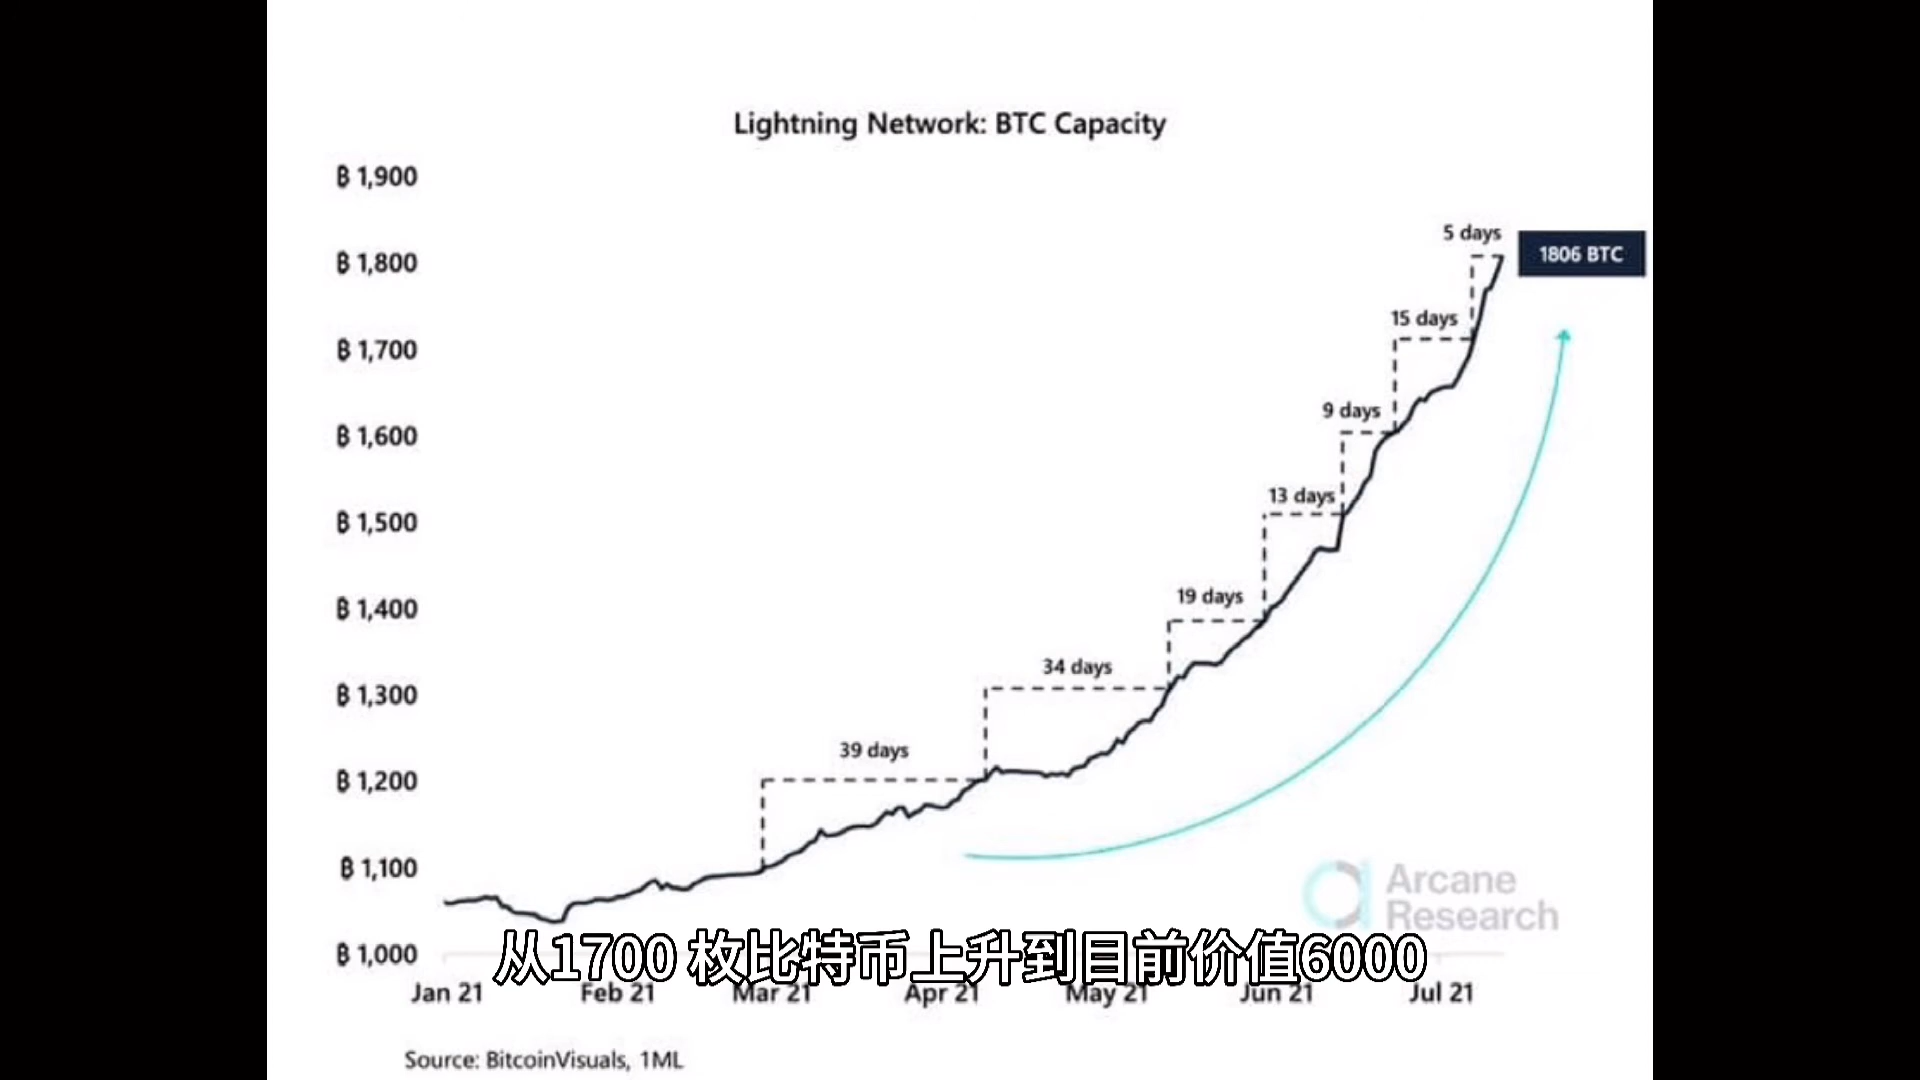 Lightning Network: BTC Capacity
₿ 1,900
₿ 1,800
₿ 1,700
₿ 1,600
₿ 1,500
₿ 1,400
₿ 1,300
₿ 1,200
₿ 1,100
₿ 1,000
5 days
1806 BTC
15 days
9 days
13 days
19 days
34 days
39 days
Arcane
Research
从1700 枚比特币上升到目前价值6000
Jan 21
Feb 21
Mar 21
Apr 21
May 21
Jun 21
Jul 21
Source: BitcoinVisuals, 1ML